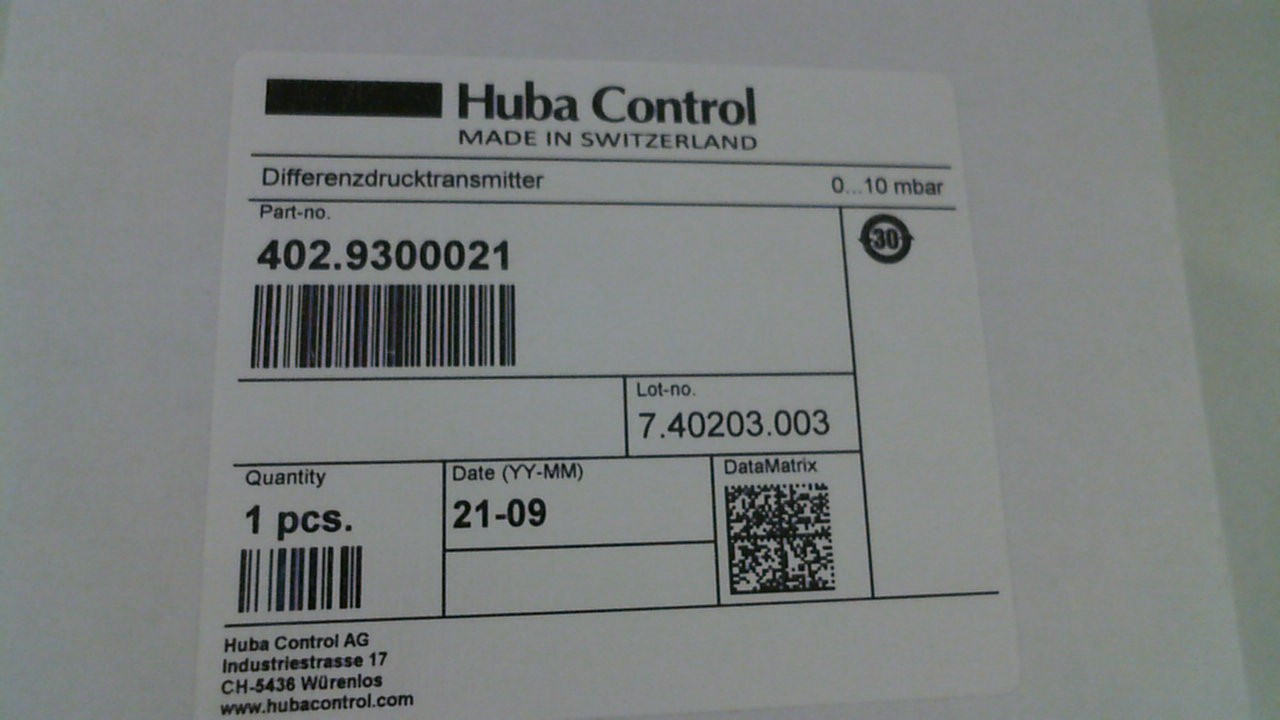 Huba Control
MADE IN SWITZERLAND
Differenzdrucktransmitter 0...10 mbar
Part-no.
402.9300021
30
Lot-no.
7.40203.003
Quantity
1 pcs.
Date (YY-MM)
21-09
DataMatrix
Huba Control AG
Industriestrasse 17
CH-5436 Würenlos
www.hubacontrol.com